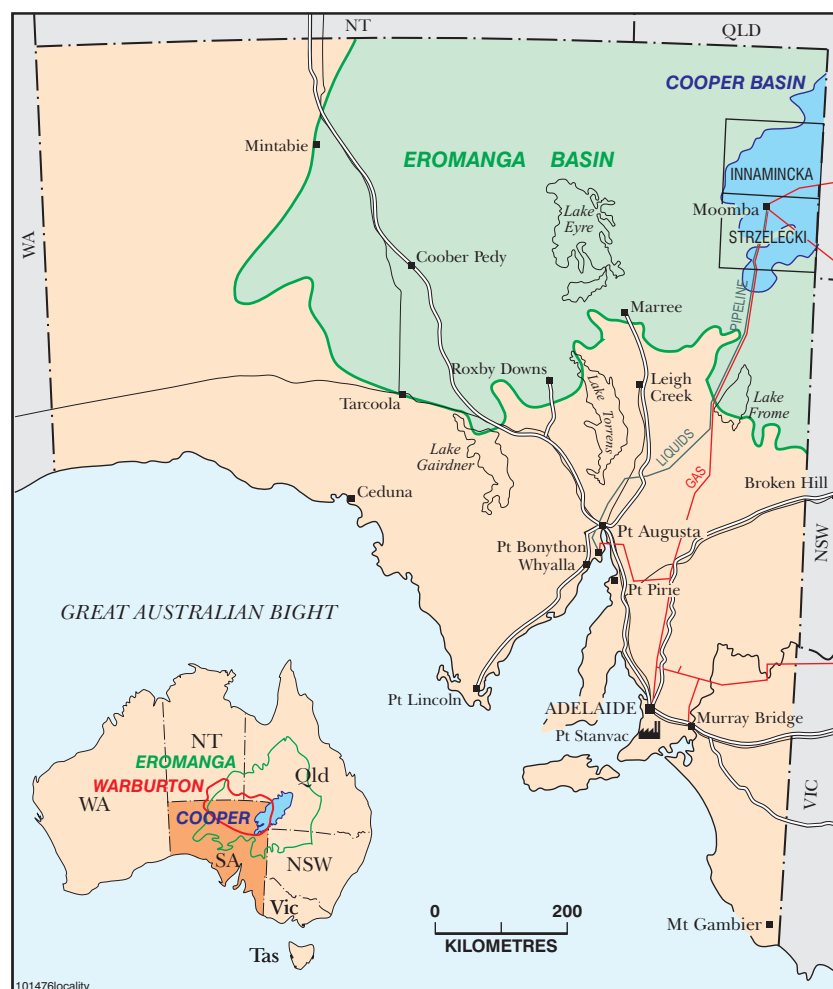 NT
QLD
COOPER BASIN
Mintabie
EROMANGA BASIN
INNAMINCKA
Moomba
Lake
Eyre
STRZELECKI
WA
Coober Pedy
PIPELINE
Marree
Roxby Downs
Leigh
Creek
Tarcoola
Lake
Torrens
Lake
Frome
Lake
Gairdner
LIQUIDS
GAS
Broken Hill
Ceduna
Pt Augusta
NSW
Pt Bonython
Whyalla
Pt Pirie
GREAT AUSTRALIAN BIGHT
Pt Lincoln
ADELAIDE
Murray Bridge
Pt Stanvac
VIC
NT
EROMANGA
WARBURTON
Qld
WA
COOPER
SA
NSW
Vic
Tas
0 200
KILOMETRES
Mt Gambier
101476locality